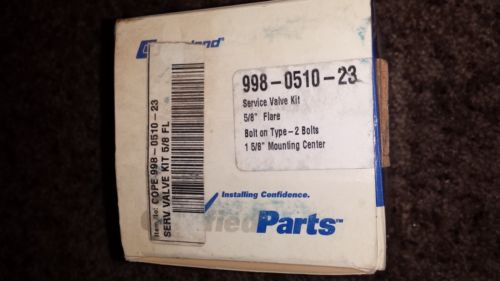 998-0510-23
Service Valve Kit
5/8" Flare
Bolt on Type-2 Bolts
1 5/8" Mounting Center
COPE 998-0510-23
SERV VALVE KIT 5/8 FL
Installing Confidence.
Parts™